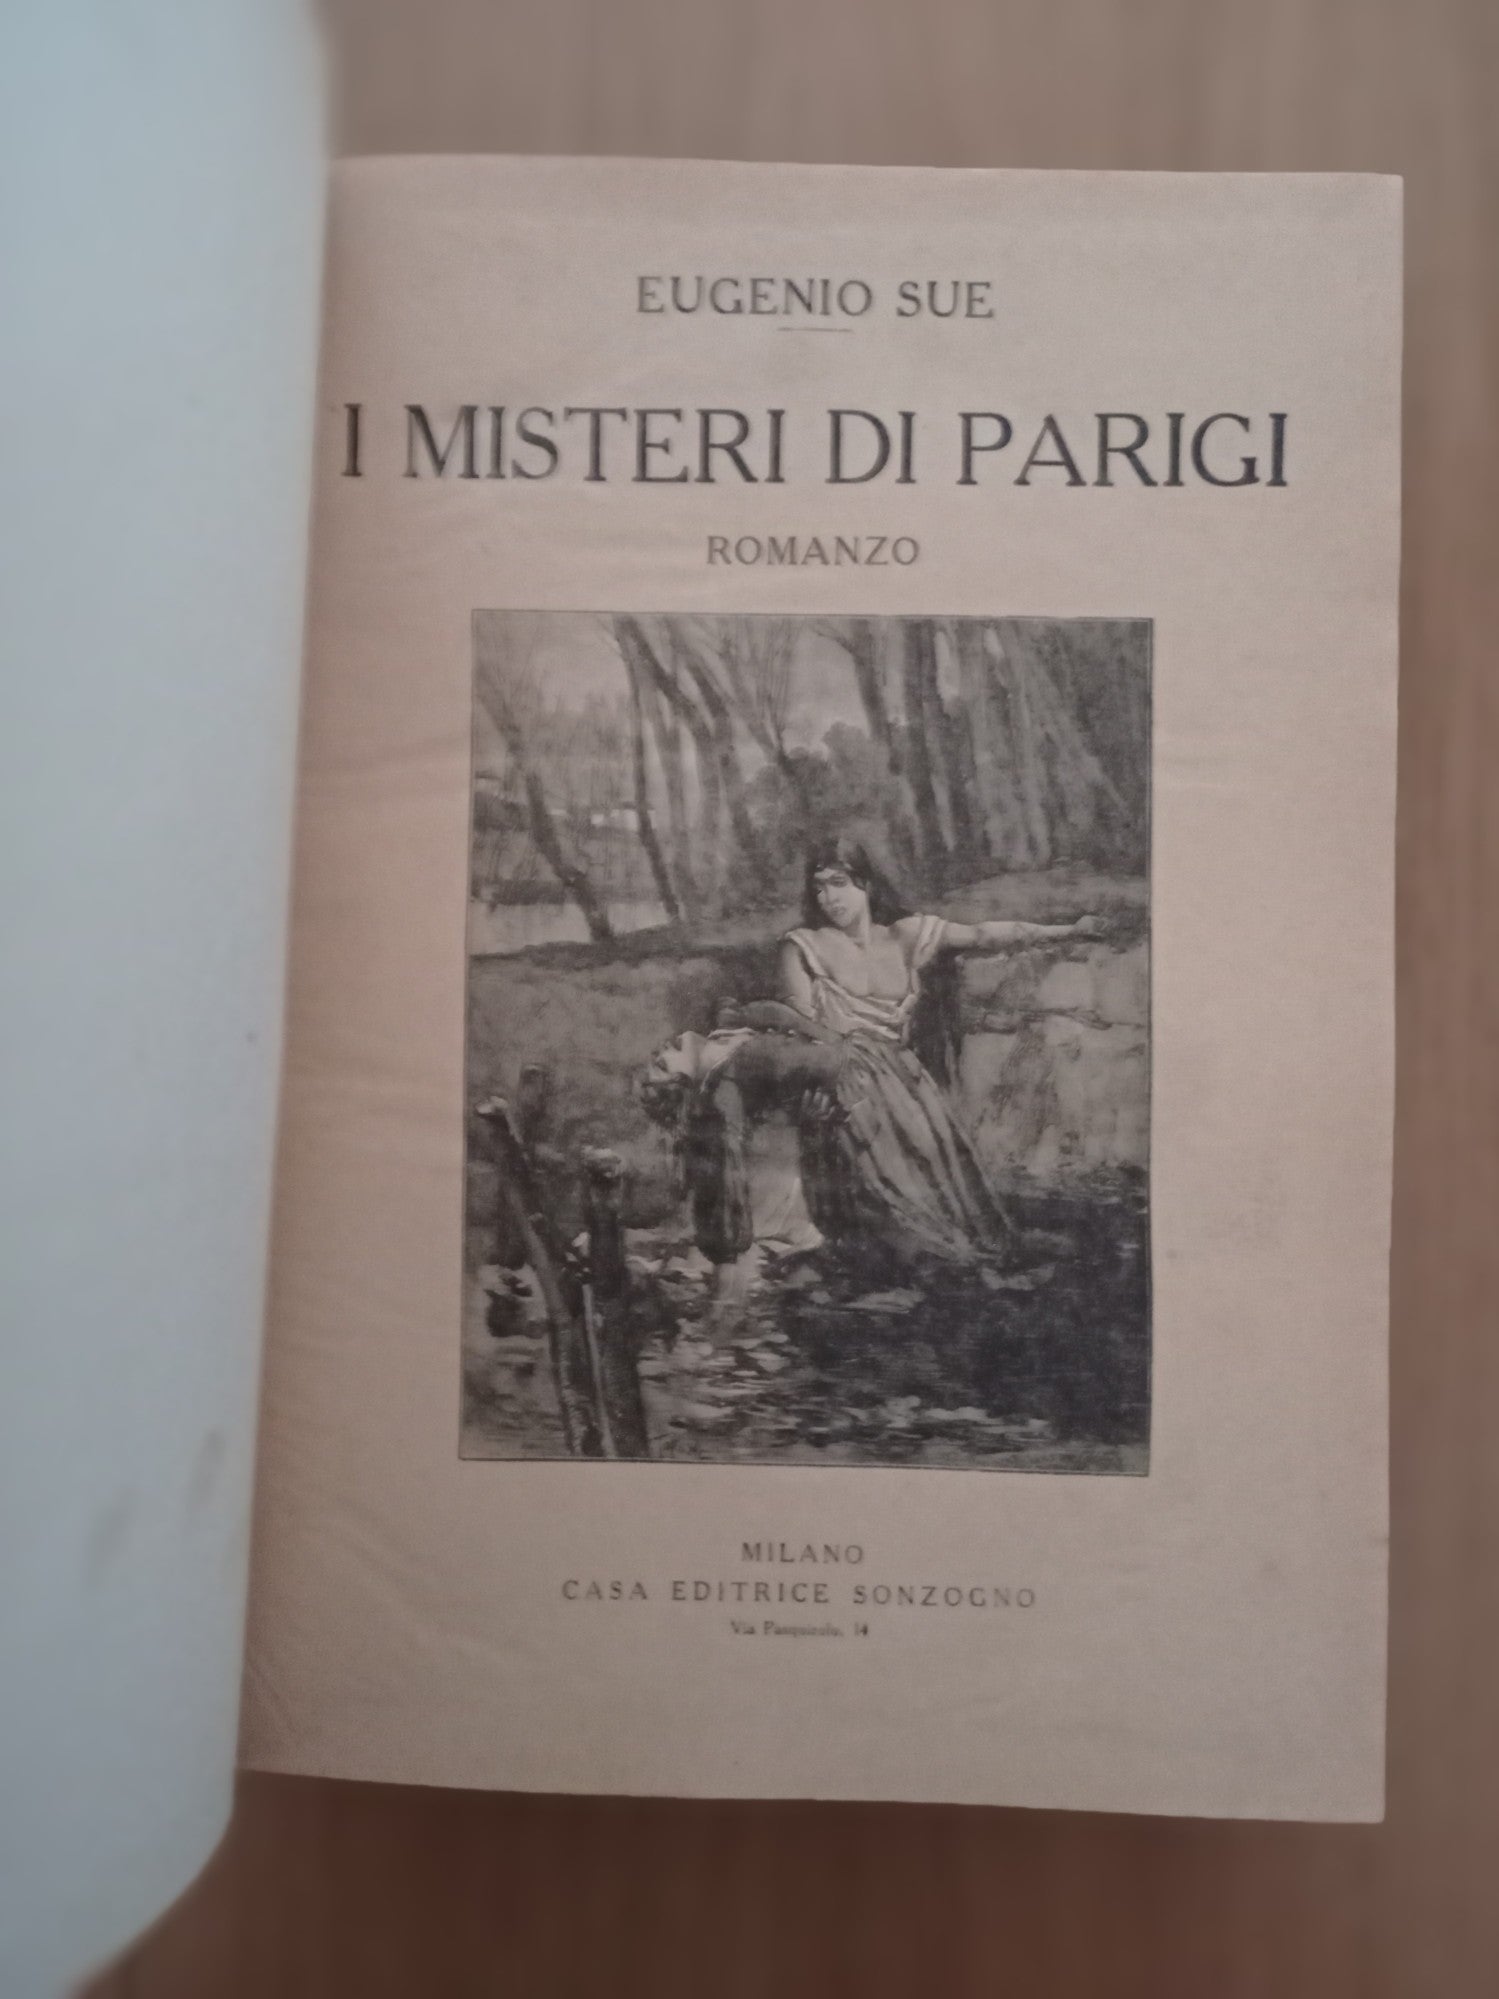 EUGENIO SUE
I MISTERI DI PARIGI
ROMANZO
MILANO
CASA EDITRICE SONZOGNO
Via Pasquirolo, 14